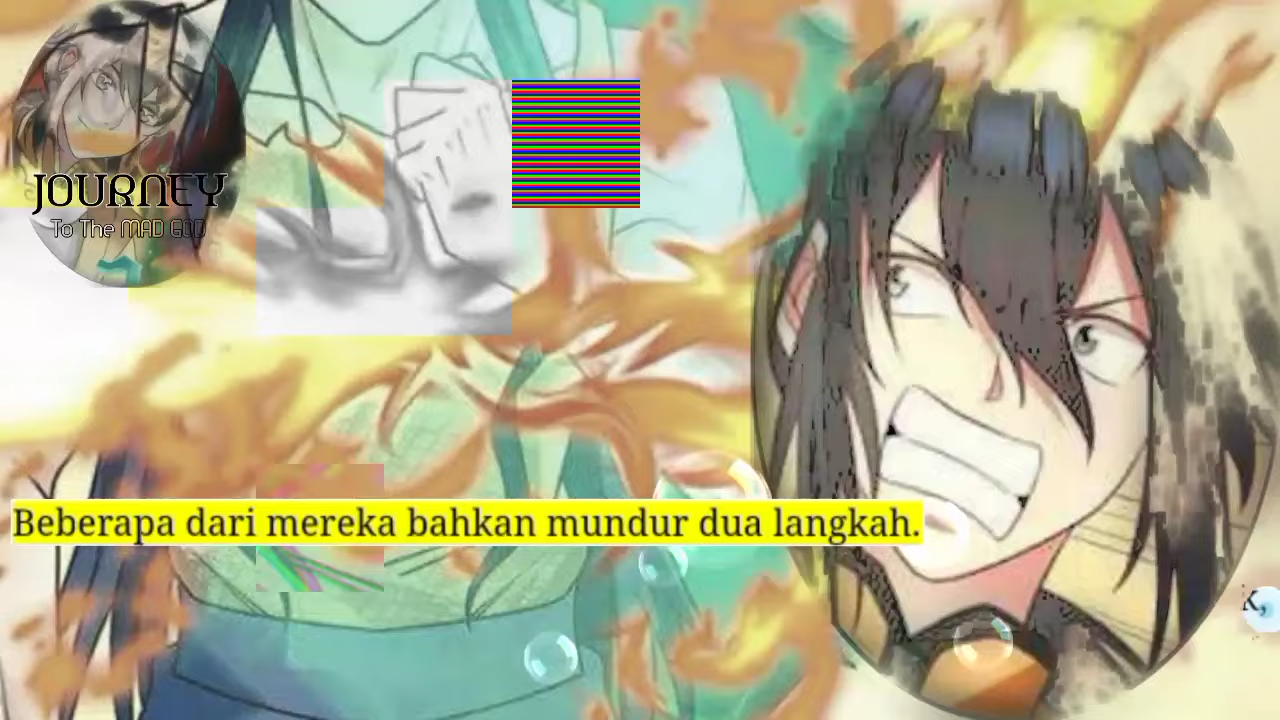 JOURNEY
To The MAD GOD
Beberapa dari mereka bahkan mundur dua langkah.
K,